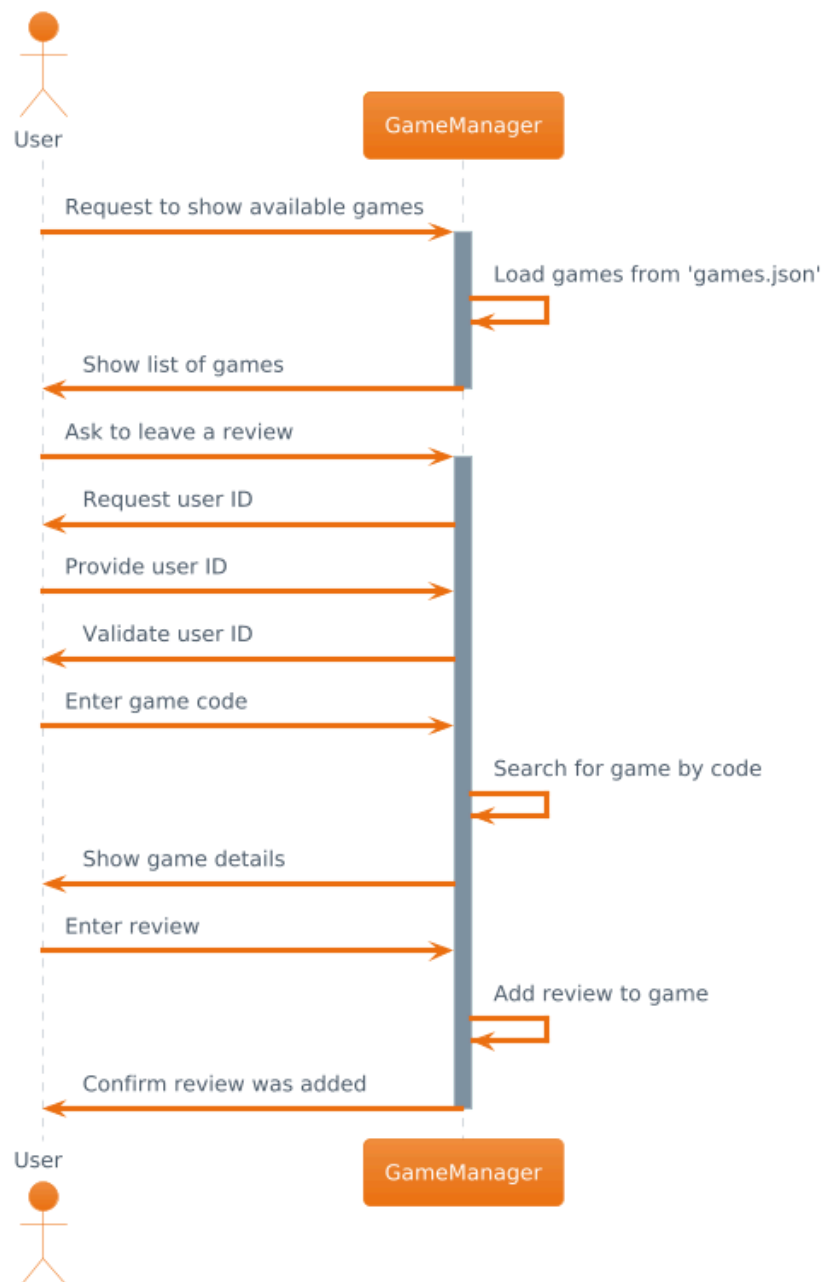 User
GameManager
Request to show available games
Load games from 'games.json'
Show list of games
Ask to leave a review
Request user ID
Provide user ID
Validate user ID
Enter game code
Search for game by code
Show game details
Enter review
Add review to game
Confirm review was added
User
GameManager